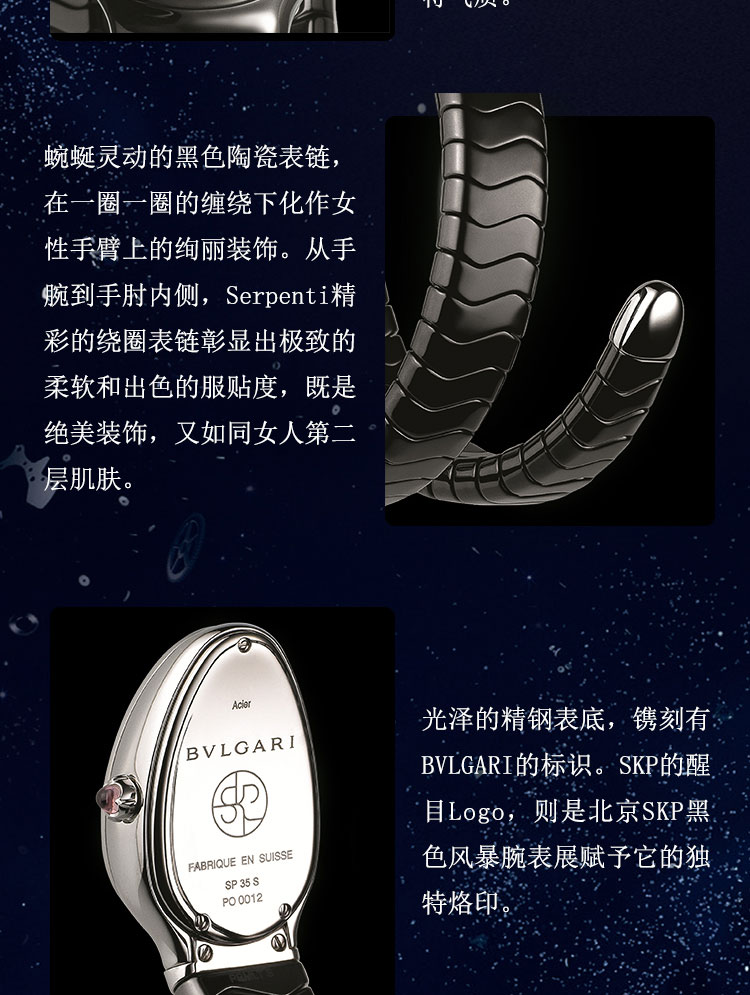 特气质。
蜿蜒灵动的黑色陶瓷表链，
在一圈一圈的缠绕下化作女
性手臂上的绚丽装饰。从手
腕到手肘内侧，Serpenti精
彩的绕圈表链彰显出极致的
柔软和出色的服贴度，既是
绝美装饰，又如同女人第二
层肌肤。
Acier
BVLGARI
SKP
FABRIQUE EN SUISSE
SP 35 S
PO 0012
光泽的精钢表底，镌刻有
BVLGARI的标识。SKP的醒
目Logo，则是北京SKP黑
色风暴腕表展赋予它的独
特烙印。